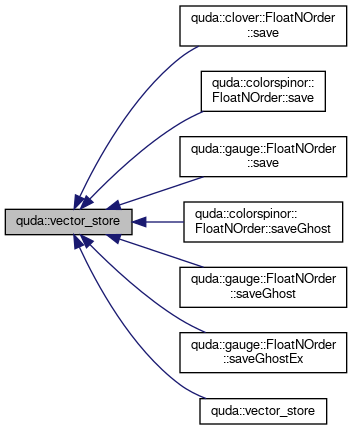 quda::clover::FloatNOrder
::save
quda::colorspinor::
FloatNOrder::save
quda::gauge::FloatNOrder
::save
quda::vector_store
quda::colorspinor::
FloatNOrder::saveGhost
quda::gauge::FloatNOrder
::saveGhost
quda::gauge::FloatNOrder
::saveGhostEx
quda::vector_store